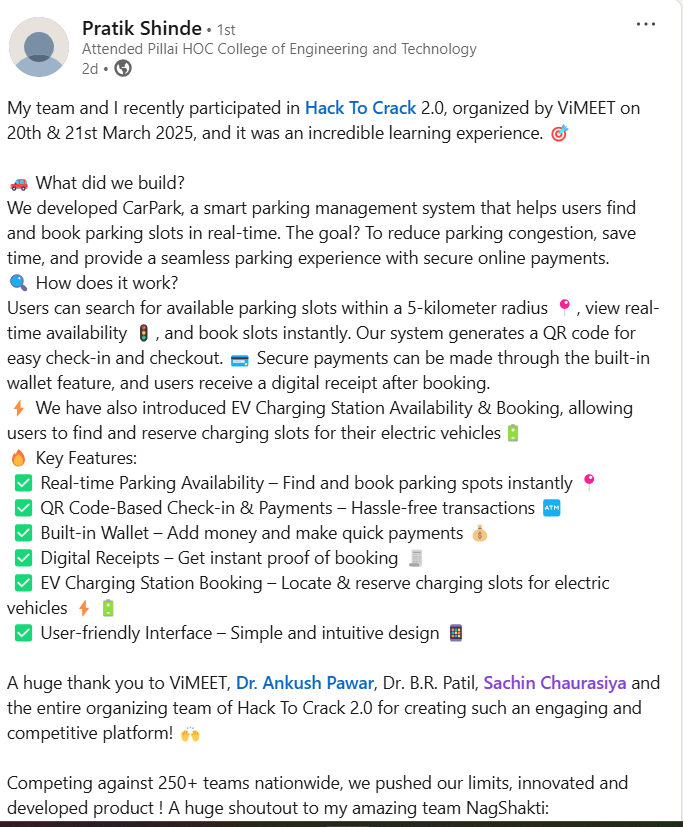 Pratik Shinde • 1st
Attended Pillai HOC College of Engineering and Technology
2d •
My team and I recently participated in Hack To Crack 2.0, organized by ViMEET on
20th & 21st March 2025, and it was an incredible learning experience. 🎯
🚗 What did we build?
We developed CarPark, a smart parking management system that helps users find
and book parking slots in real-time. The goal? To reduce parking congestion, save
time, and provide a seamless parking experience with secure online payments.
🔍 How does it work?
Users can search for available parking slots within a 5-kilometer radius 📍, view real-
time availability 🚦, and book slots instantly. Our system generates a QR code for
easy check-in and checkout. 💳 Secure payments can be made through the built-in
wallet feature, and users receive a digital receipt after booking.
⚡ We have also introduced EV Charging Station Availability & Booking, allowing
users to find and reserve charging slots for their electric vehicles🔋
🔥 Key Features:
✅ Real-time Parking Availability – Find and book parking spots instantly 📍
✅ QR Code-Based Check-in & Payments – Hassle-free transactions 🏧
✅ Built-in Wallet – Add money and make quick payments 💰
✅ Digital Receipts – Get instant proof of booking 🧾
✅ EV Charging Station Booking – Locate & reserve charging slots for electric
vehicles ⚡ 🔋
✅ User-friendly Interface – Simple and intuitive design 📱
A huge thank you to ViMEET, Dr. Ankush Pawar, Dr. B.R. Patil, Sachin Chaurasiya and
the entire organizing team of Hack To Crack 2.0 for creating such an engaging and
competitive platform! 🙌
Competing against 250+ teams nationwide, we pushed our limits, innovated and
developed product ! A huge shoutout to my amazing team NagShakti: